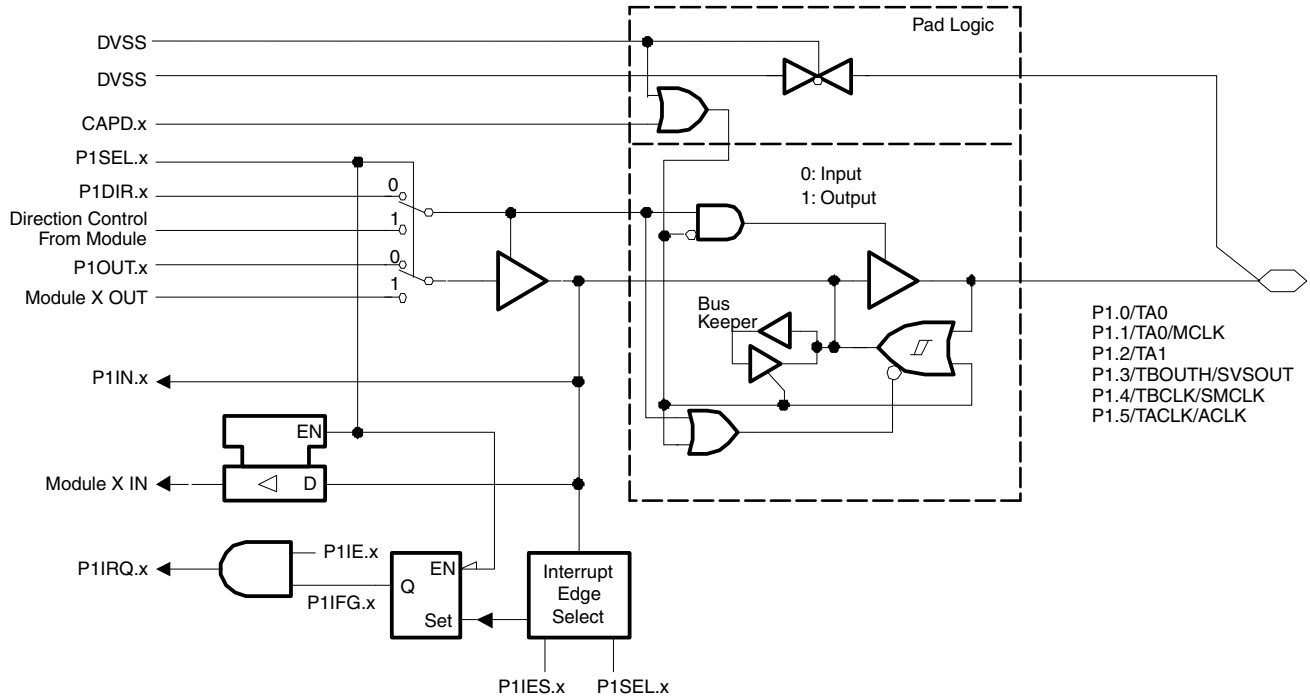 Pad Logic
DVSS
DVSS
CAPD.x
P1SEL.x
0: Input
1: Output
P1DIR.x
0
Direction Control
From Module
1
P1OUT.x
0
1
Module X OUT
Bus
Keeper
P1.0/TA0
P1.1/TA0/MCLK
P1.2/TA1
P1.3/TBOUTH/SVSOUT
P1.4/TBCLK/SMCLK
P1.5/TACLK/ACLK
P1IN.x
EN
Module X IN
D
P1IE.x
P1IRQ.x
P1IFG.x
EN
Q
Set
Interrupt
Edge
Select
P1IES.x
P1SEL.x